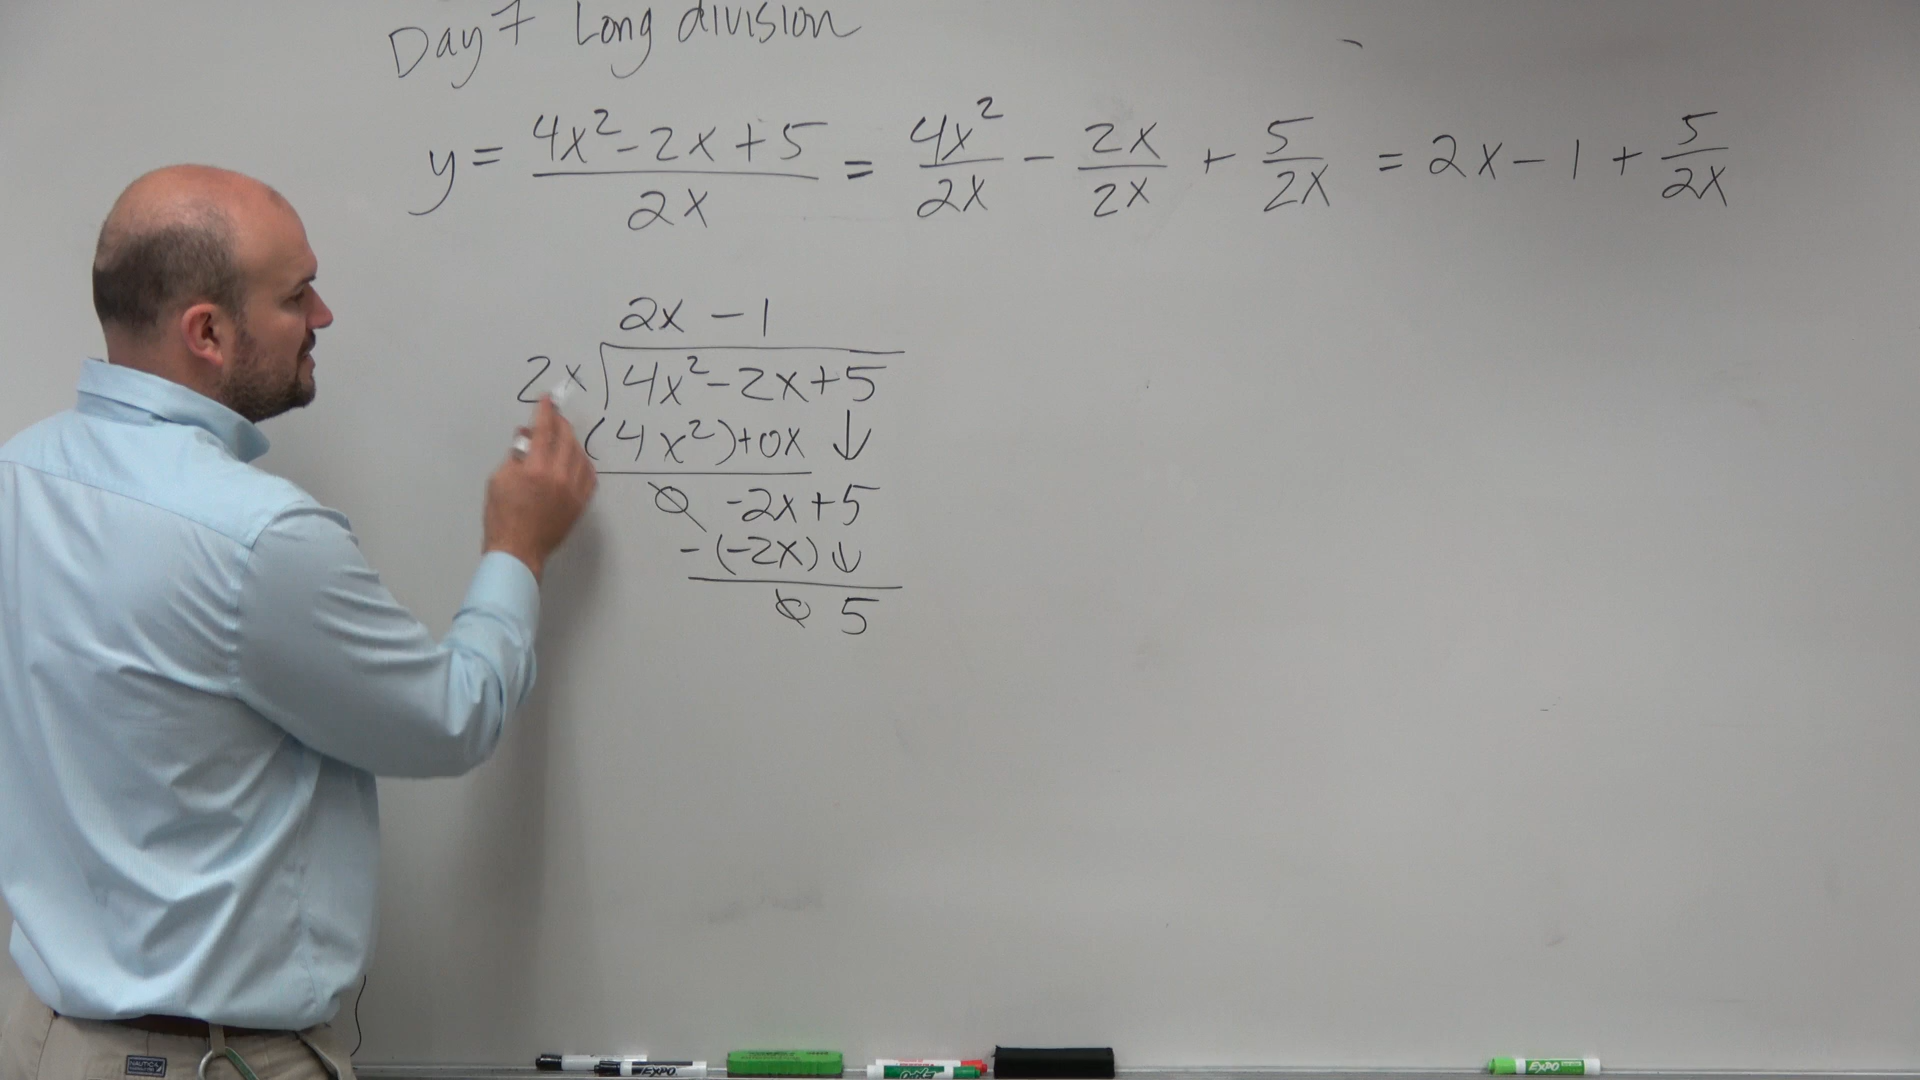 Day 7 Long division
y = 4x²-2x+5 / 2x = 4x² / 2x - 2x / 2x + 5 / 2x = 2x - 1 + 5 / 2x
2x - 1
2x 4x²-2x+5
(4x²)+0x ↓
0 -2x+5
-(-2x) ↓
0 5
NAUTICA
EXPO
EXPO